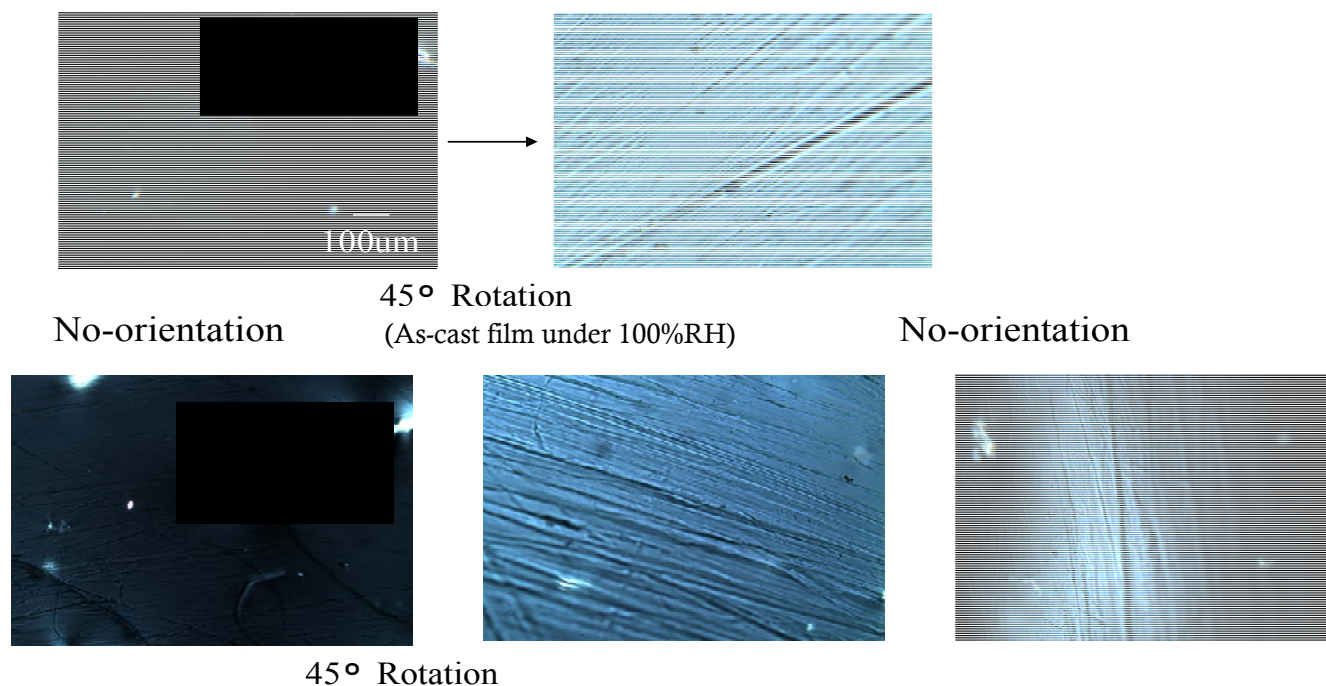 100um
45° Rotation
No-orientation
(As-cast film under 100%RH)
No-orientation
45° Rotation